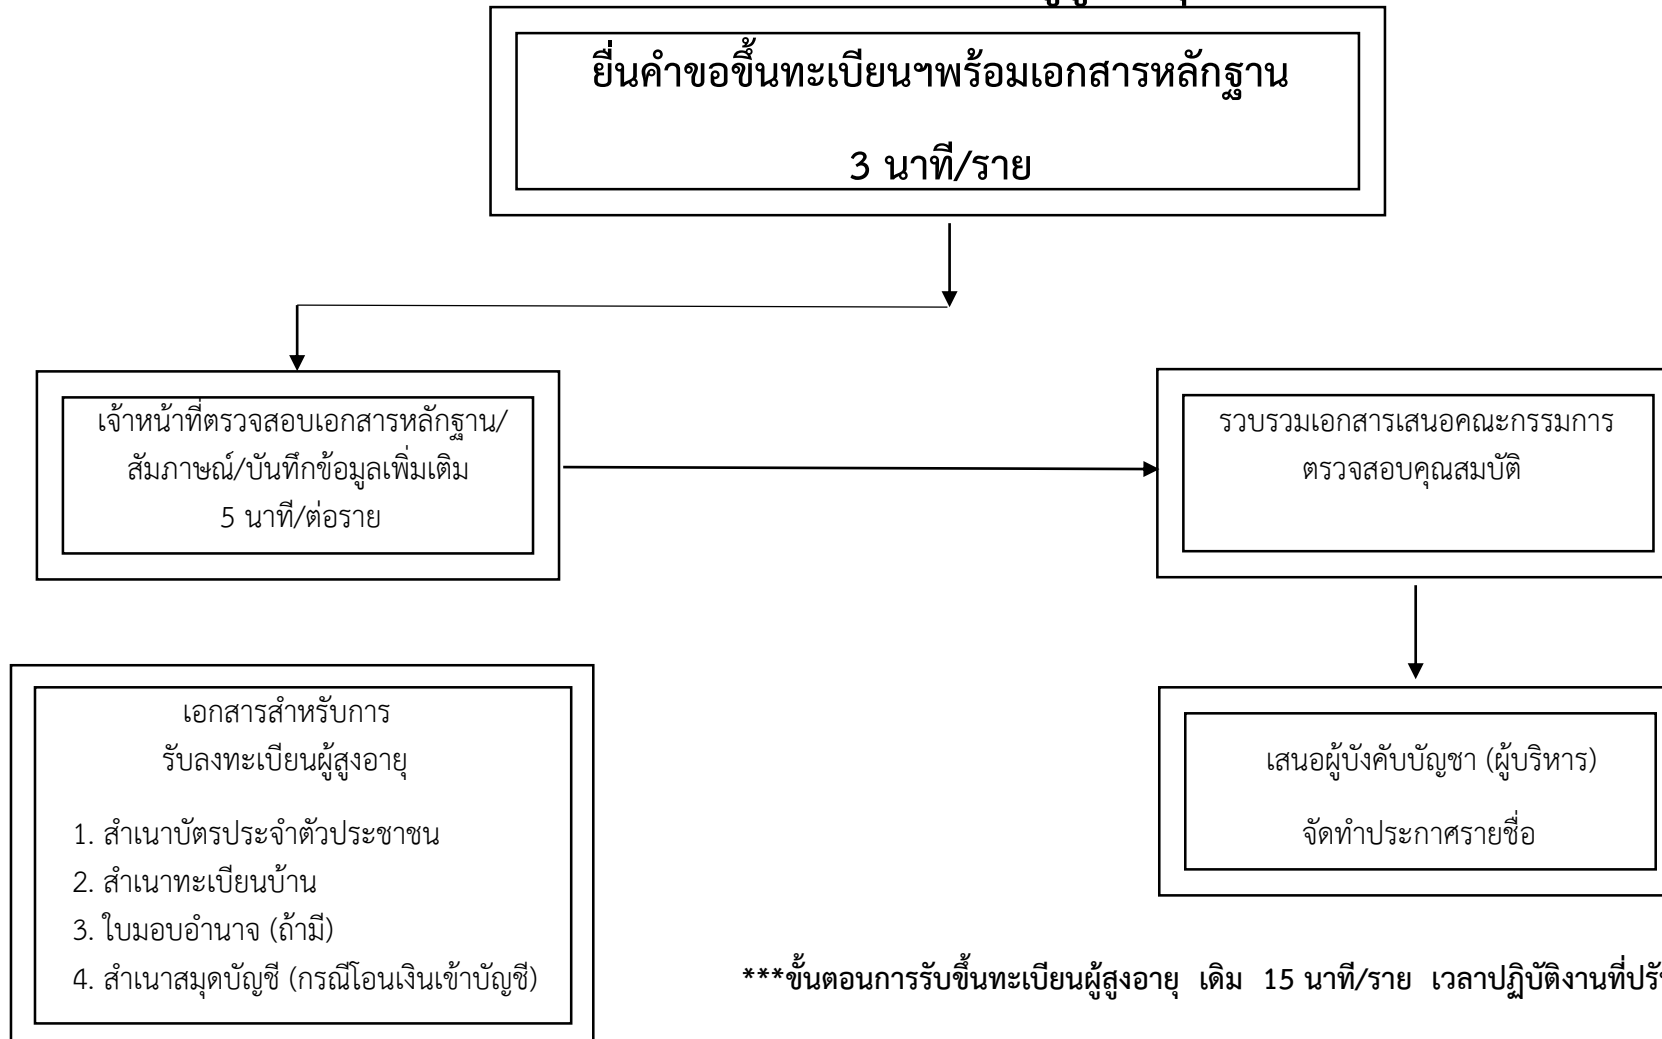 ยื่นคำขอขึ้นทะเบียนฯพร้อมเอกสารหลักฐาน
3 นาที/ราย
เจ้าหน้าที่ตรวจสอบเอกสารหลักฐาน/
สัมภาษณ์/บันทึกข้อมูลเพิ่มเติม
5 นาที/ต่อราย
รวบรวมเอกสารเสนอคณะกรรมการ
ตรวจสอบคุณสมบัติ
เอกสารสำหรับการ
รับลงทะเบียนผู้สูงอายุ
1. สำเนาบัตรประจำตัวประชาชน
2. สำเนาทะเบียนบ้าน
3. ใบมอบอำนาจ (ถ้ามี)
4. สำเนาสมุดบัญชี (กรณีโอนเงินเข้าบัญชี)
เสนอผู้บังคับบัญชา (ผู้บริหาร)
จัดทำประกาศรายชื่อ
***ขั้นตอนการรับขึ้นทะเบียนผู้สูงอายุ เดิม 15 นาที/ราย เวลาปฏิบัติงานที่